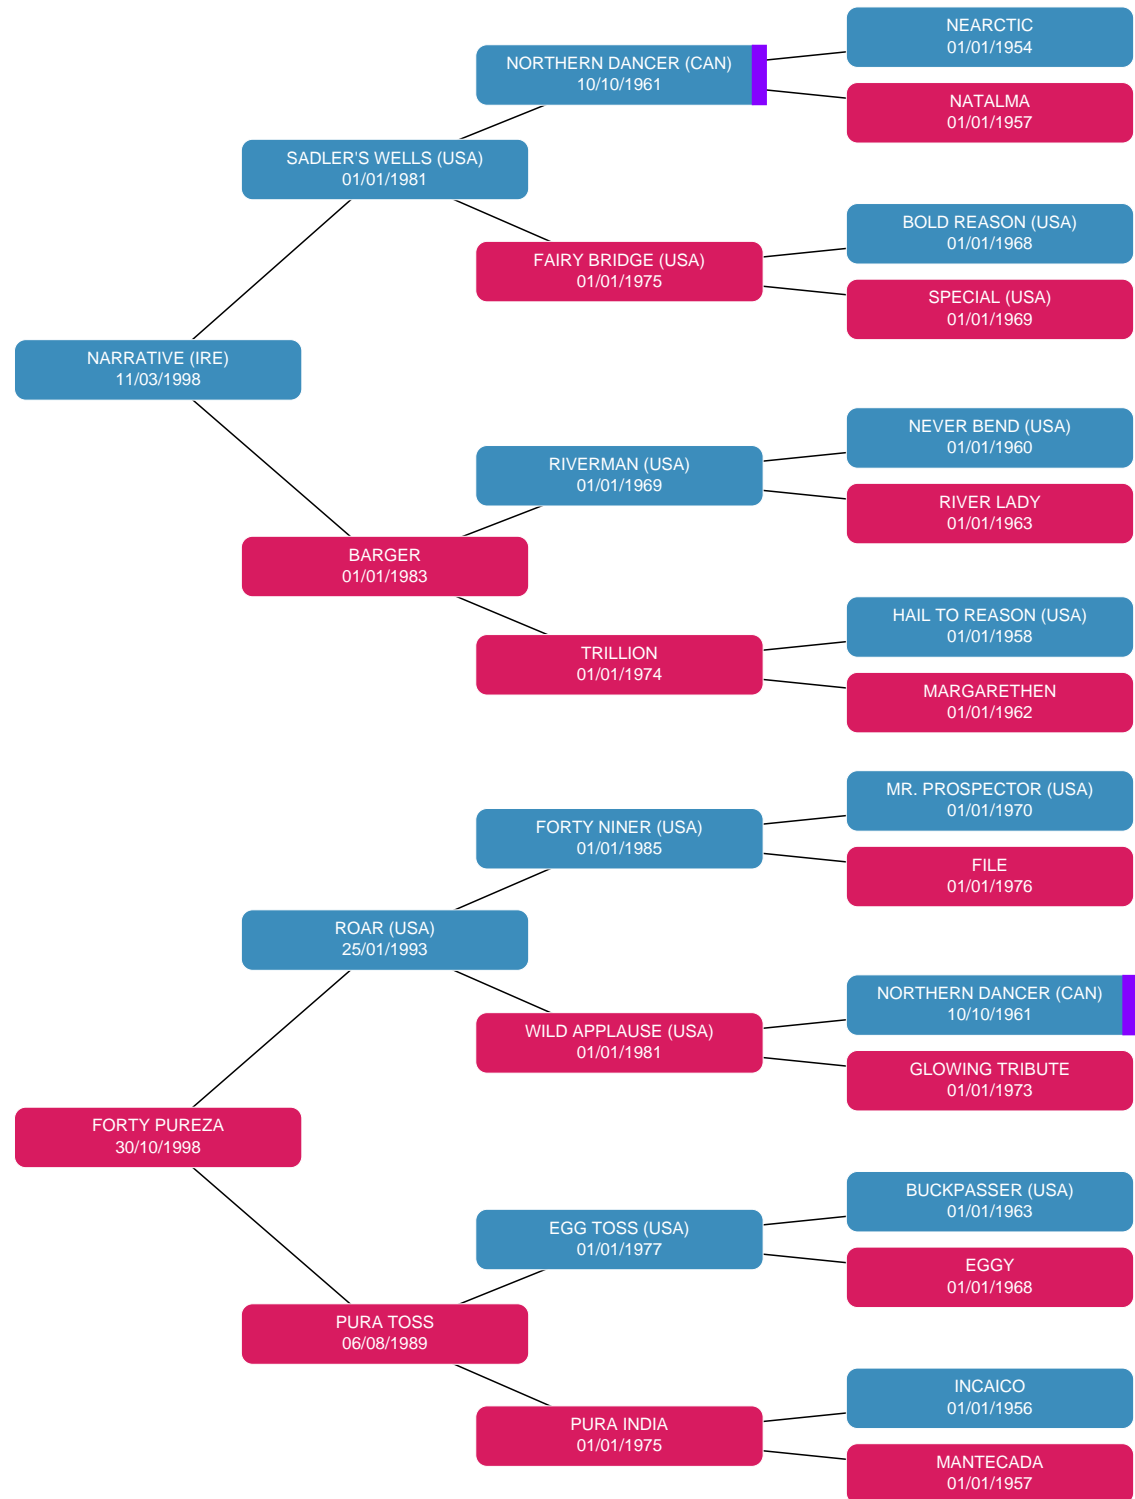 NEARCTIC
01/01/1954
NORTHERN DANCER (CAN)
10/10/1961
NATALMA
01/01/1957
SADLER'S WELLS (USA)
01/01/1981
BOLD REASON (USA)
01/01/1968
FAIRY BRIDGE (USA)
01/01/1975
SPECIAL (USA)
01/01/1969
NARRATIVE (IRE)
11/03/1998
NEVER BEND (USA)
01/01/1960
RIVERMAN (USA)
01/01/1969
RIVER LADY
01/01/1963
BARGER
01/01/1983
HAIL TO REASON (USA)
01/01/1958
TRILLION
01/01/1974
MARGARETHEN
01/01/1962
MR. PROSPECTOR (USA)
01/01/1970
FORTY NINER (USA)
01/01/1985
FILE
01/01/1976
ROAR (USA)
25/01/1993
NORTHERN DANCER (CAN)
10/10/1961
WILD APPLAUSE (USA)
01/01/1981
GLOWING TRIBUTE
01/01/1973
FORTY PUREZA
30/10/1998
BUCKPASSER (USA)
01/01/1963
EGG TOSS (USA)
01/01/1977
EGGY
01/01/1968
PURA TOSS
06/08/1989
INCAICO
01/01/1956
PURA INDIA
01/01/1975
MANTECADA
01/01/1957